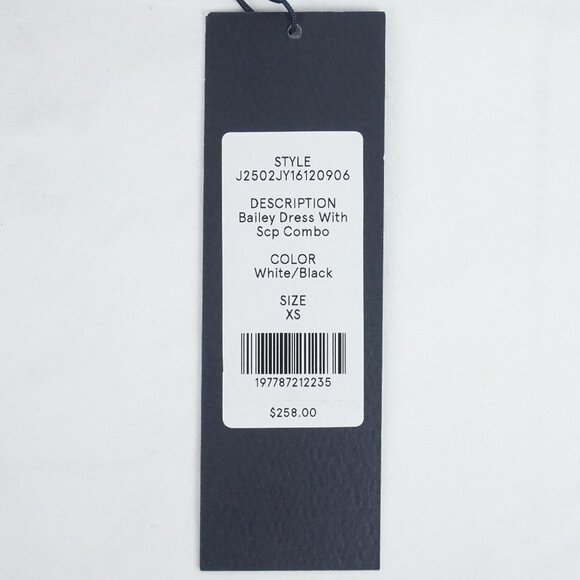 STYLE
J2502JY16120906
DESCRIPTION
Bailey Dress With
Scp Combo
COLOR
White/Black
SIZE
XS
197787212235
$258.00